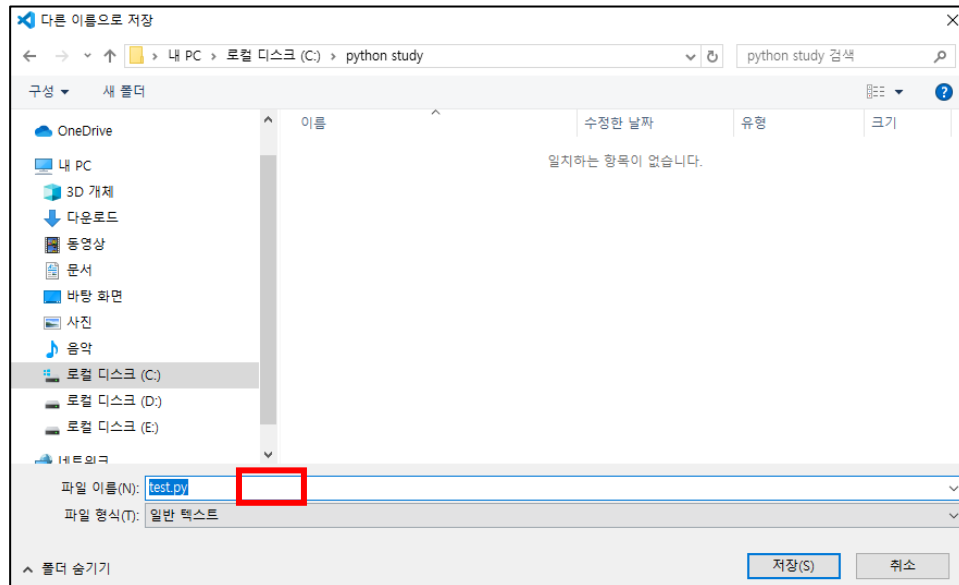 다른 이름으로 저장
내 PC > 로컬 디스크 (C:) > python study
python study 검색
구성
새 폴더
이름
수정한 날짜
유형
크기
일치하는 항목이 없습니다.
OneDrive
내 PC
3D 개체
다운로드
동영상
문서
바탕 화면
사진
음악
로컬 디스크 (C:)
로컬 디스크 (D:)
로컬 디스크 (E:)
네트워크
파일 이름(N): test.py
파일 형식(T): 일반 텍스트
폴더 숨기기
저장(S)
취소